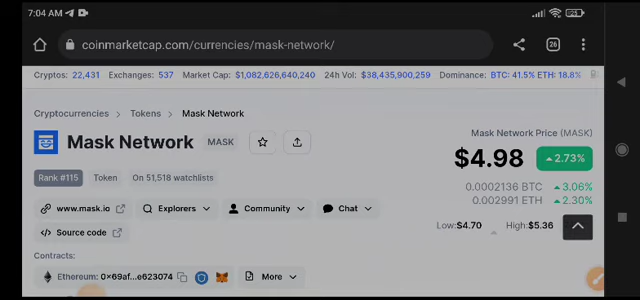 7:04 AM
26
coinmarketcap.com/currencies/mask-network/
Cryptos: 22,431 Exchanges: 537 Market Cap: $1,082,626,640,240 24h Vol: $38,435,900,259 Dominance: BTC: 41.5% ETH: 18.8%
Cryptocurrencies > Tokens > Mask Network
Mask Network MASK
Mask Network Price (MASK)
$4.98 2.73%
Rank #115 Token On 51,518 watchlists
0.0002136 BTC 3.06%
0.002991 ETH 2.30%
www.mask.io Explorers Community Chat
Low:$4.70 High:$5.36
</> Source code
Contracts:
Ethereum: 0x69af...e623074 More